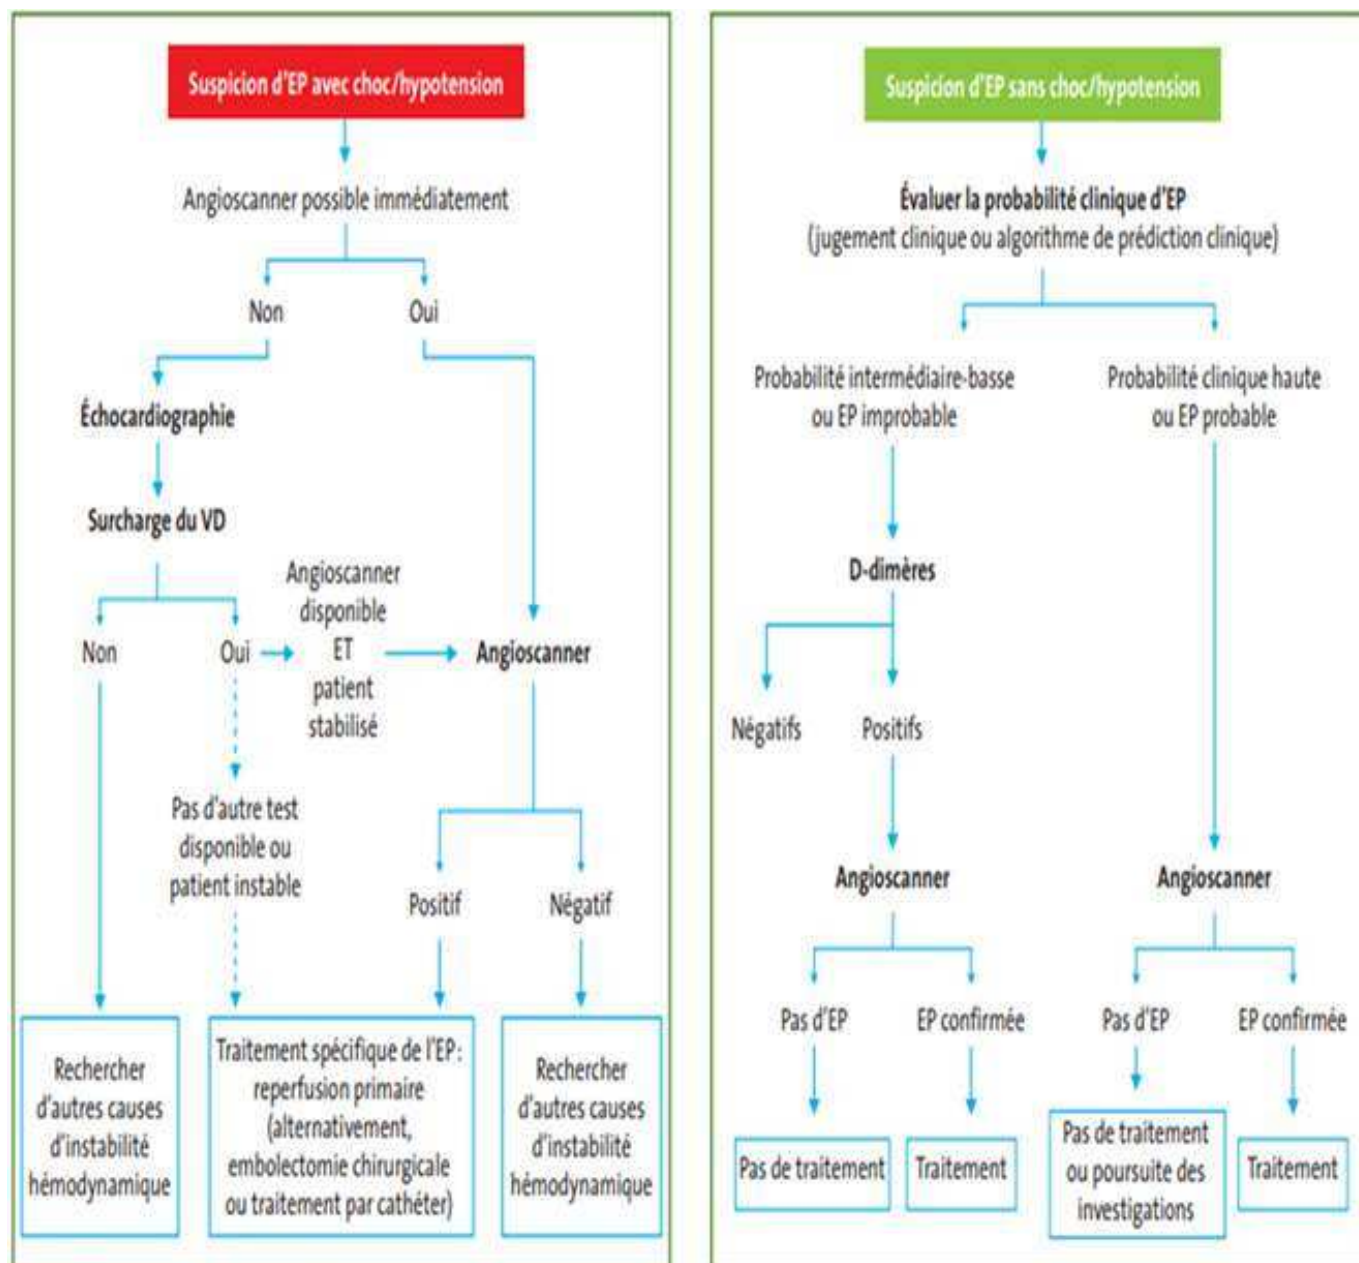 Suspicion d'EP avec choc/hypotension
Angioscanner possible immédiatement
Non
Oui
Échocardiographie
Surcharge du VD
Non
Oui
Angioscanner
disponible
ET
patient
stabilisé
Angioscanner
Pas d'autre test
disponible ou
patient instable
Positif
Négatif
Rechercher
d'autres causes
d'instabilité
hémodynamique
Traitement spécifique de l'EP :
reperfusion primaire
(alternativement,
embolectomie chirurgicale
ou traitement par cathéter)
Rechercher
d'autres causes
d'instabilité
hémodynamique
Suspicion d'EP sans choc/hypotension
Évaluer la probabilité clinique d'EP
(jugement clinique ou algorithme de prédiction clinique)
Probabilité intermédiaire-basse
ou EP improbable
Probabilité clinique haute
ou EP probable
D-dimères
Négatifs
Positifs
Angioscanner
Angioscanner
Pas d'EP
EP confirmée
Pas d'EP
EP confirmée
Pas de traitement
Traitement
Pas de traitement
ou poursuite des
investigations
Traitement